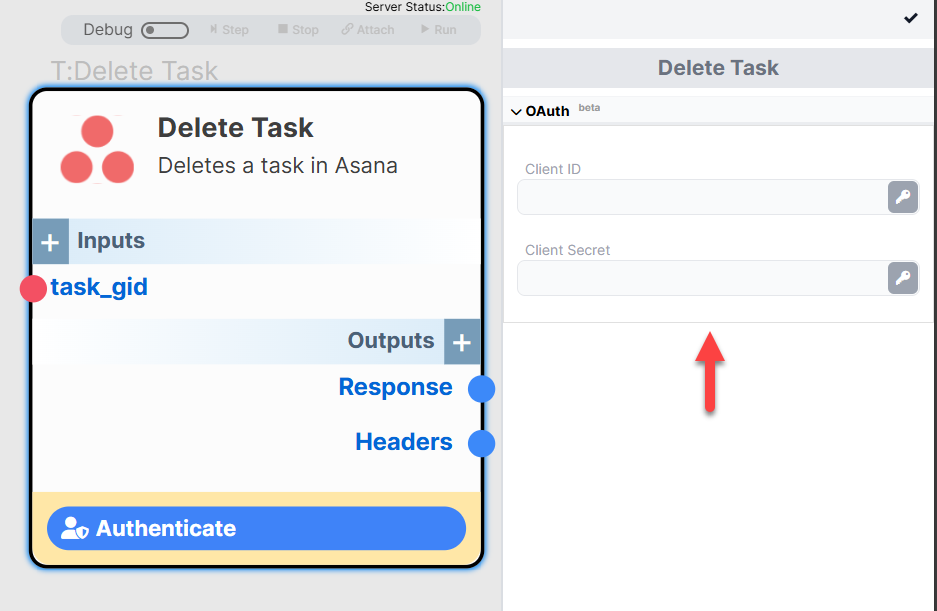 Server Status:Online
Debug Step Stop Attach Run
T:Delete Task
Delete Task
Deletes a task in Asana
Inputs
task_gid
Outputs
Response
Headers
Authenticate
Delete Task
OAuth beta
Client ID
Client Secret